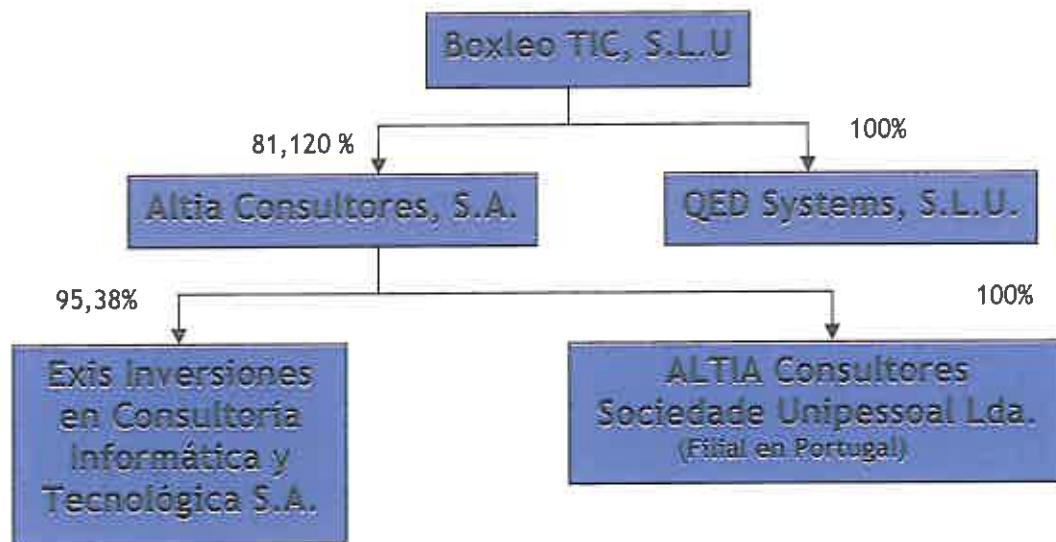 Boxleo TIC, S.L.U
81,120 %
100%
Altia Consultores, S.A.
QED Systems, S.L.U.
95,38%
100%
Exis Inversiones
en Consultoría
Informática y
Tecnológica S.A.
ALTIA Consultores
Sociedade Unipessoal Lda.
(Filial en Portugal)